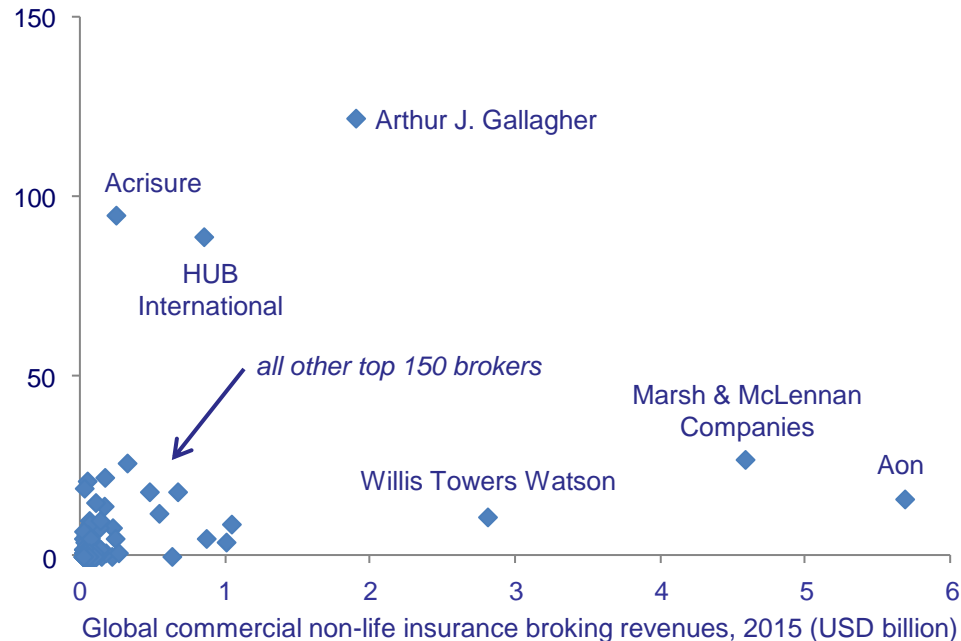 150
Arthur J. Gallagher
Acrisure
100
HUB
International
all other top 150 brokers
50
Marsh & McLennan
Companies
Aon
Willis Towers Watson
0
0 1 2 3 4 5 6
Global commercial non-life insurance broking revenues, 2015 (USD billion)